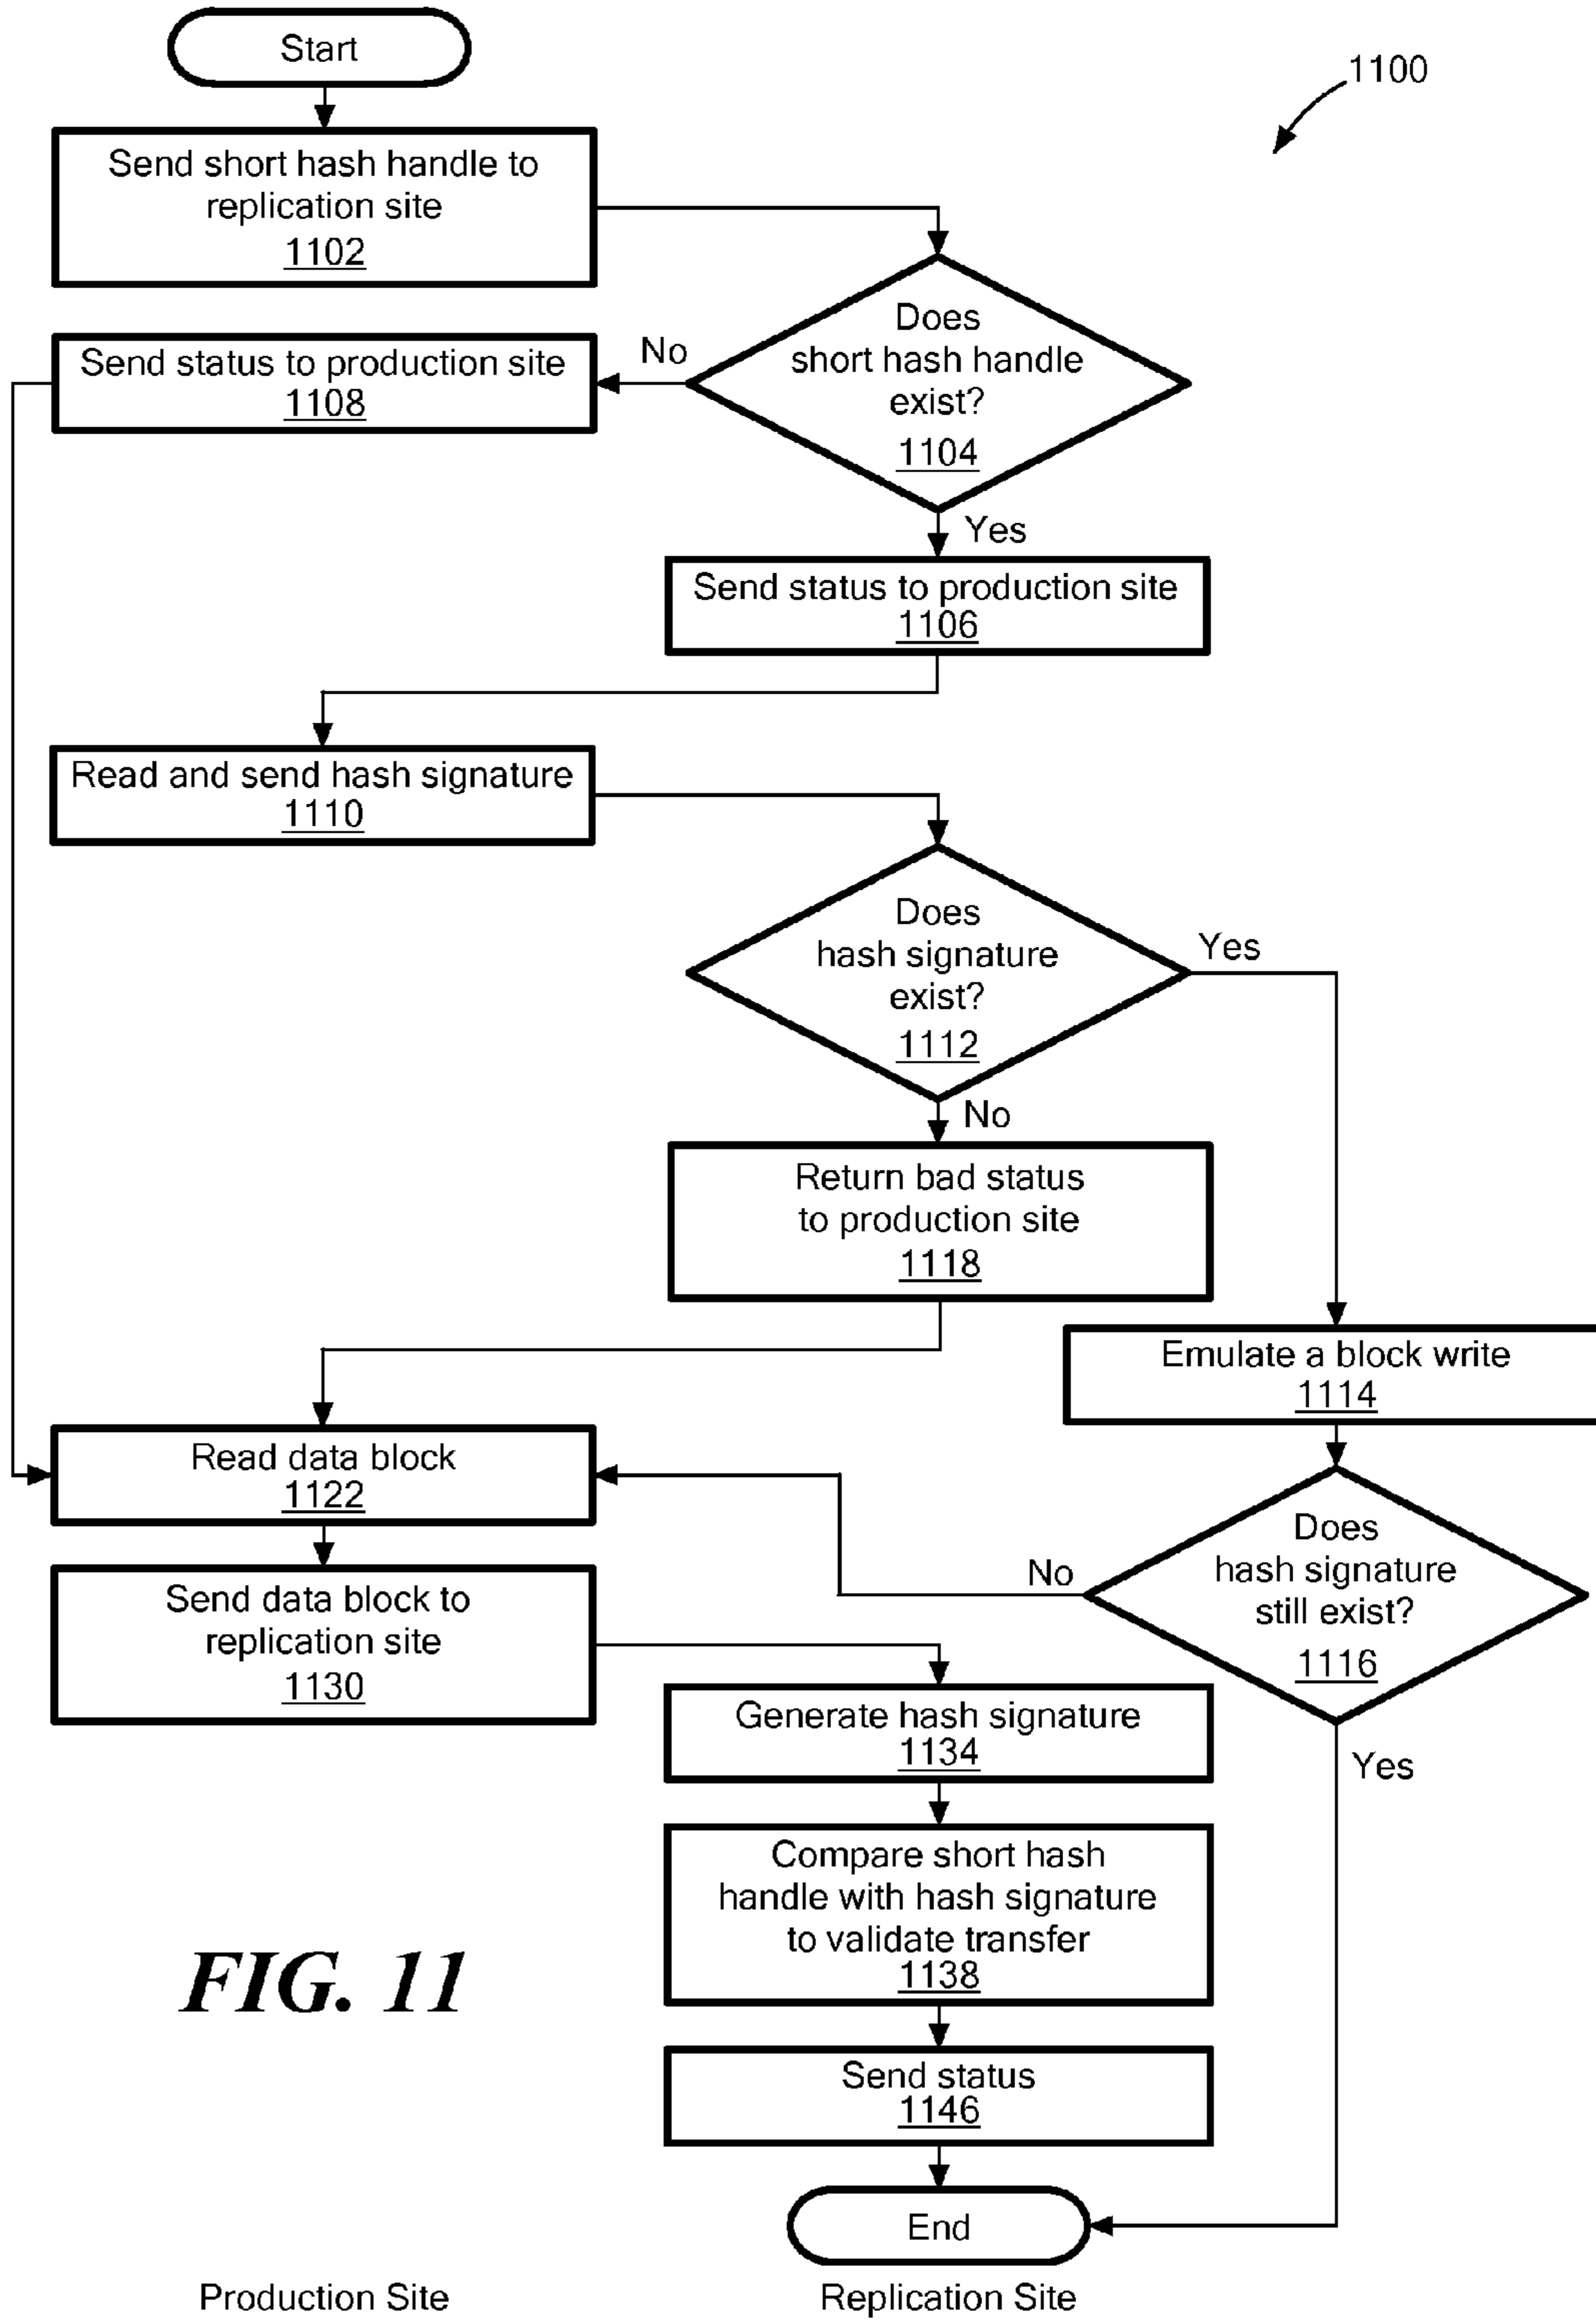 Start
1100
Send short hash handle to
replication site
1102
Does
short hash handle
exist?
1104
No
Send status to production site
1108
Yes
Send status to production site
1106
Read and send hash signature
1110
Does
hash signature
exist?
1112
Yes
No
Return bad status
to production site
1118
Emulate a block write
1114
Read data block
1122
Does
hash signature
still exist?
1116
No
Yes
Send data block to
replication site
1130
Generate hash signature
1134
Compare short hash
handle with hash signature
to validate transfer
1138
FIG. 11
Send status
1146
End
Production Site
Replication Site